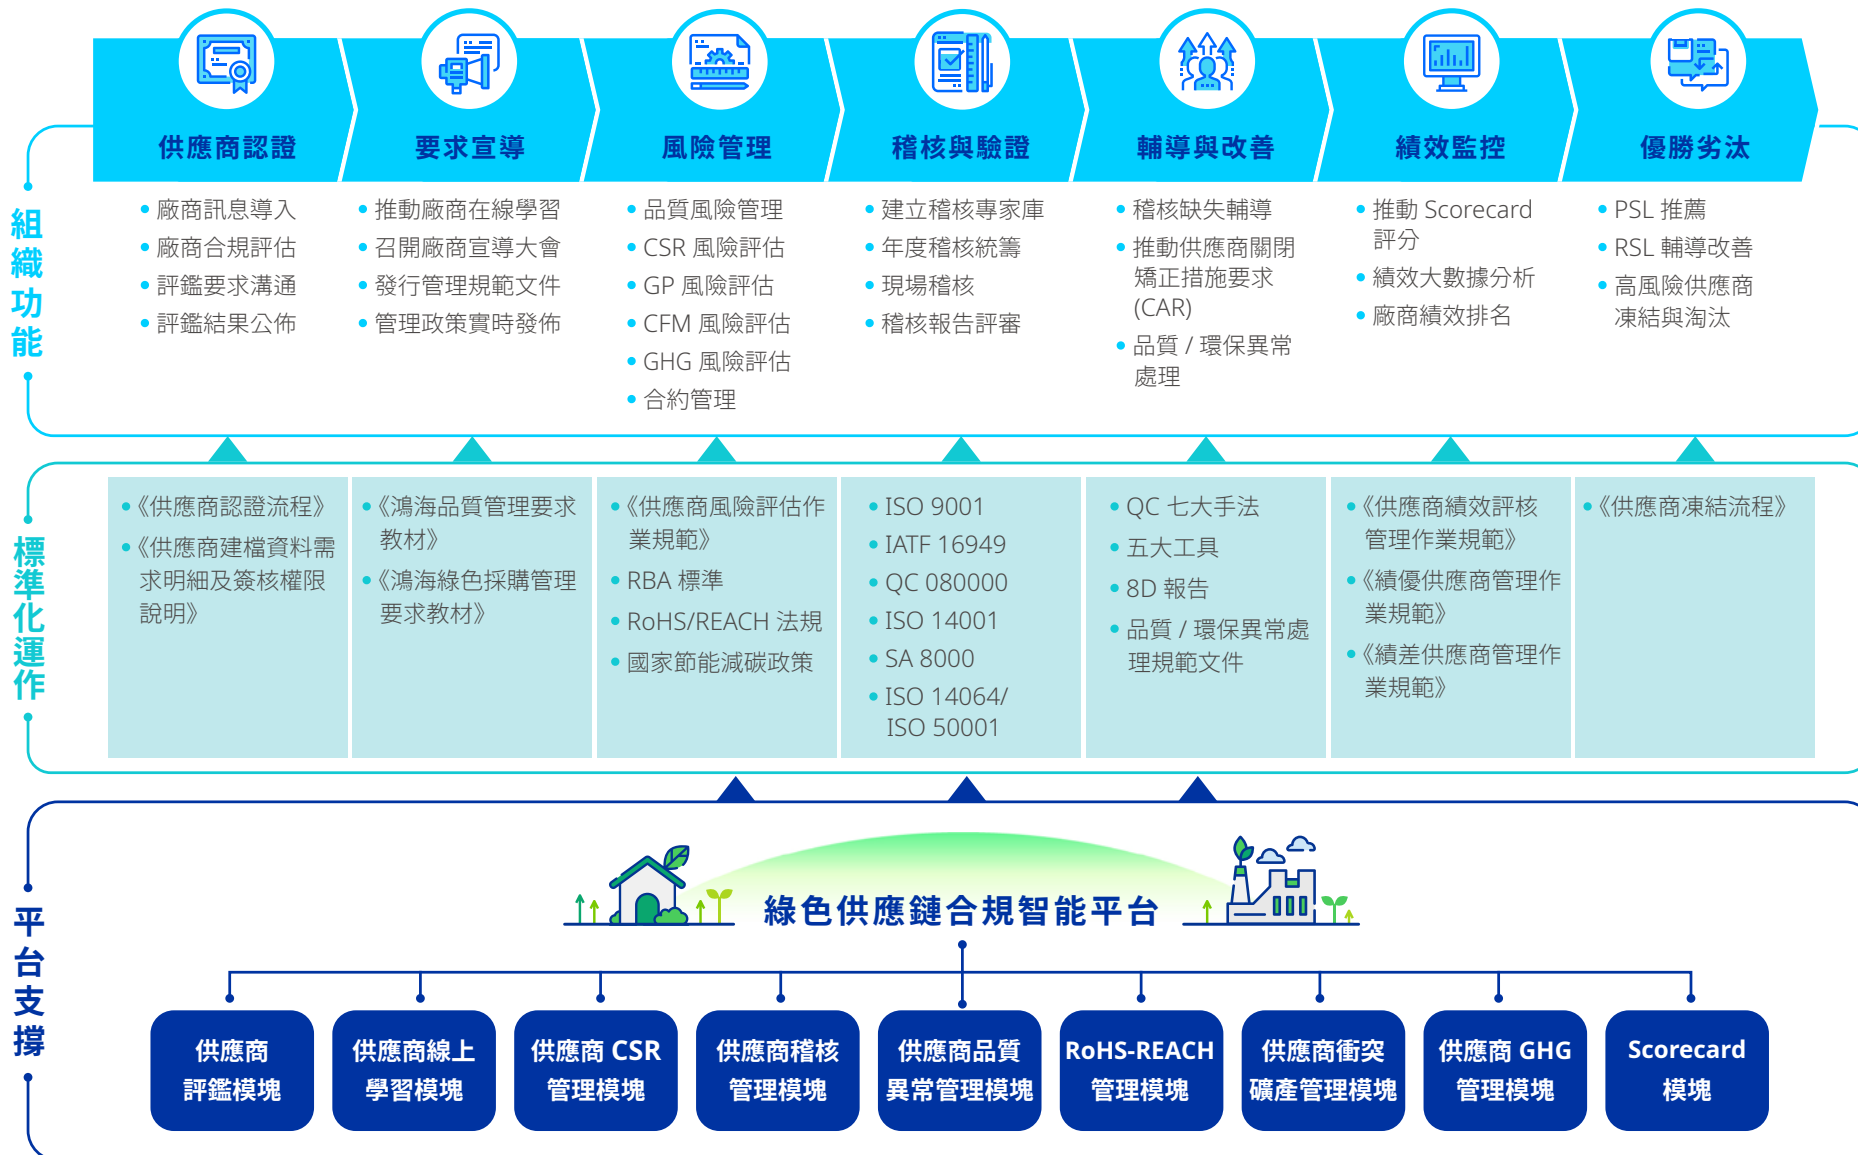 供應商認證
要求宣導
風險管理
稽核與驗證
輔導與改善
績效監控
優勝劣汰
組織功能
• 廠商訊息導入
• 廠商合規評估
• 評鑑要求溝通
• 評鑑結果公佈
• 推動廠商在線學習
• 召開廠商宣導大會
• 發行管理規範文件
• 管理政策實時發佈
• 品質風險管理
• CSR 風險評估
• GP 風險評估
• CFM 風險評估
• GHG 風險評估
• 合約管理
• 建立稽核專家庫
• 年度稽核統籌
• 現場稽核
• 稽核報告評審
• 稽核缺失輔導
• 推動供應商關閉
矯正措施要求
(CAR)
• 品質 / 環保異常
處理
• 推動 Scorecard
評分
• 績效大數據分析
• 廠商績效排名
• PSL 推薦
• RSL 輔導改善
• 高風險供應商
凍結與淘汰
標準化運作
•《供應商認證流程》
•《供應商建檔資料需
求明細及簽核權限
說明》
•《鴻海品質管理要求
教材》
•《鴻海綠色採購管理
要求教材》
•《供應商風險評估作
業規範》
• RBA 標準
• RoHS/REACH 法規
• 國家節能減碳政策
• ISO 9001
• IATF 16949
• QC 080000
• ISO 14001
• SA 8000
• ISO 14064/
ISO 50001
• QC 七大手法
• 五大工具
• 8D 報告
• 品質 / 環保異常處
理規範文件
•《供應商績效評核
管理作業規範》
•《績優供應商管理作
業規範》
•《績差供應商管理作
業規範》
•《供應商凍結流程》
平台支撐
綠色供應鏈合規智能平台
供應商
評鑑模塊
供應商線上
學習模塊
供應商 CSR
管理模塊
供應商稽核
管理模塊
供應商品質
異常管理模塊
RoHS-REACH
管理模塊
供應商衝突
礦產管理模塊
供應商 GHG
管理模塊
Scorecard
模塊